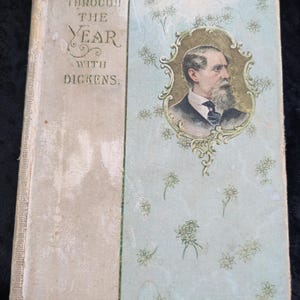 THROUGH
THE
YEAR
WITH
DICKENS.